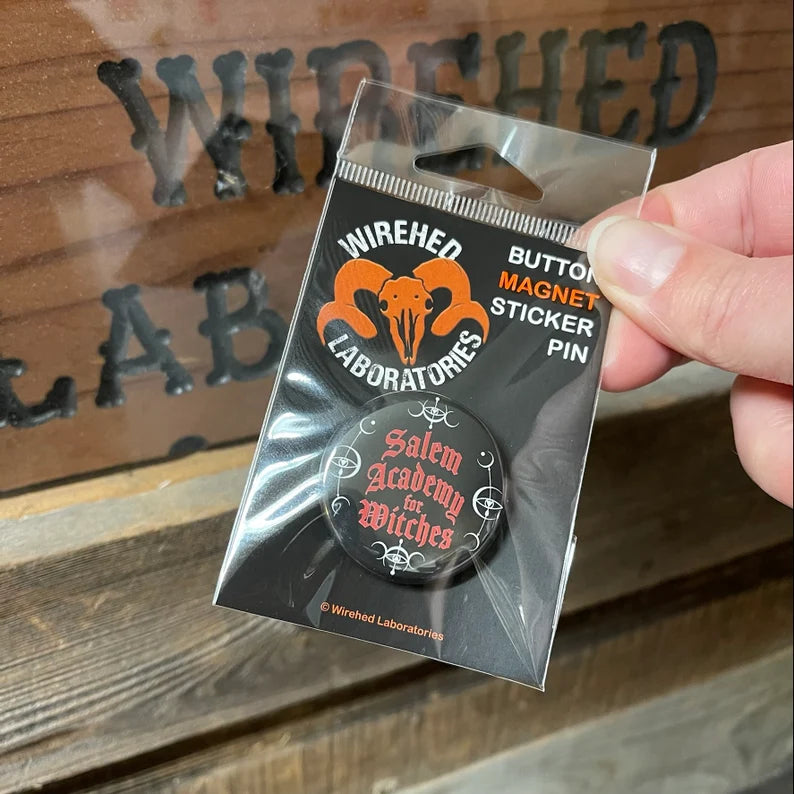 WIREHED
LAB
WIREHED
LABORATORIES
BUTTO
MAGNET
STICKER
PIN
Salem
Academy
for
Witches
© Wirehed Laboratories